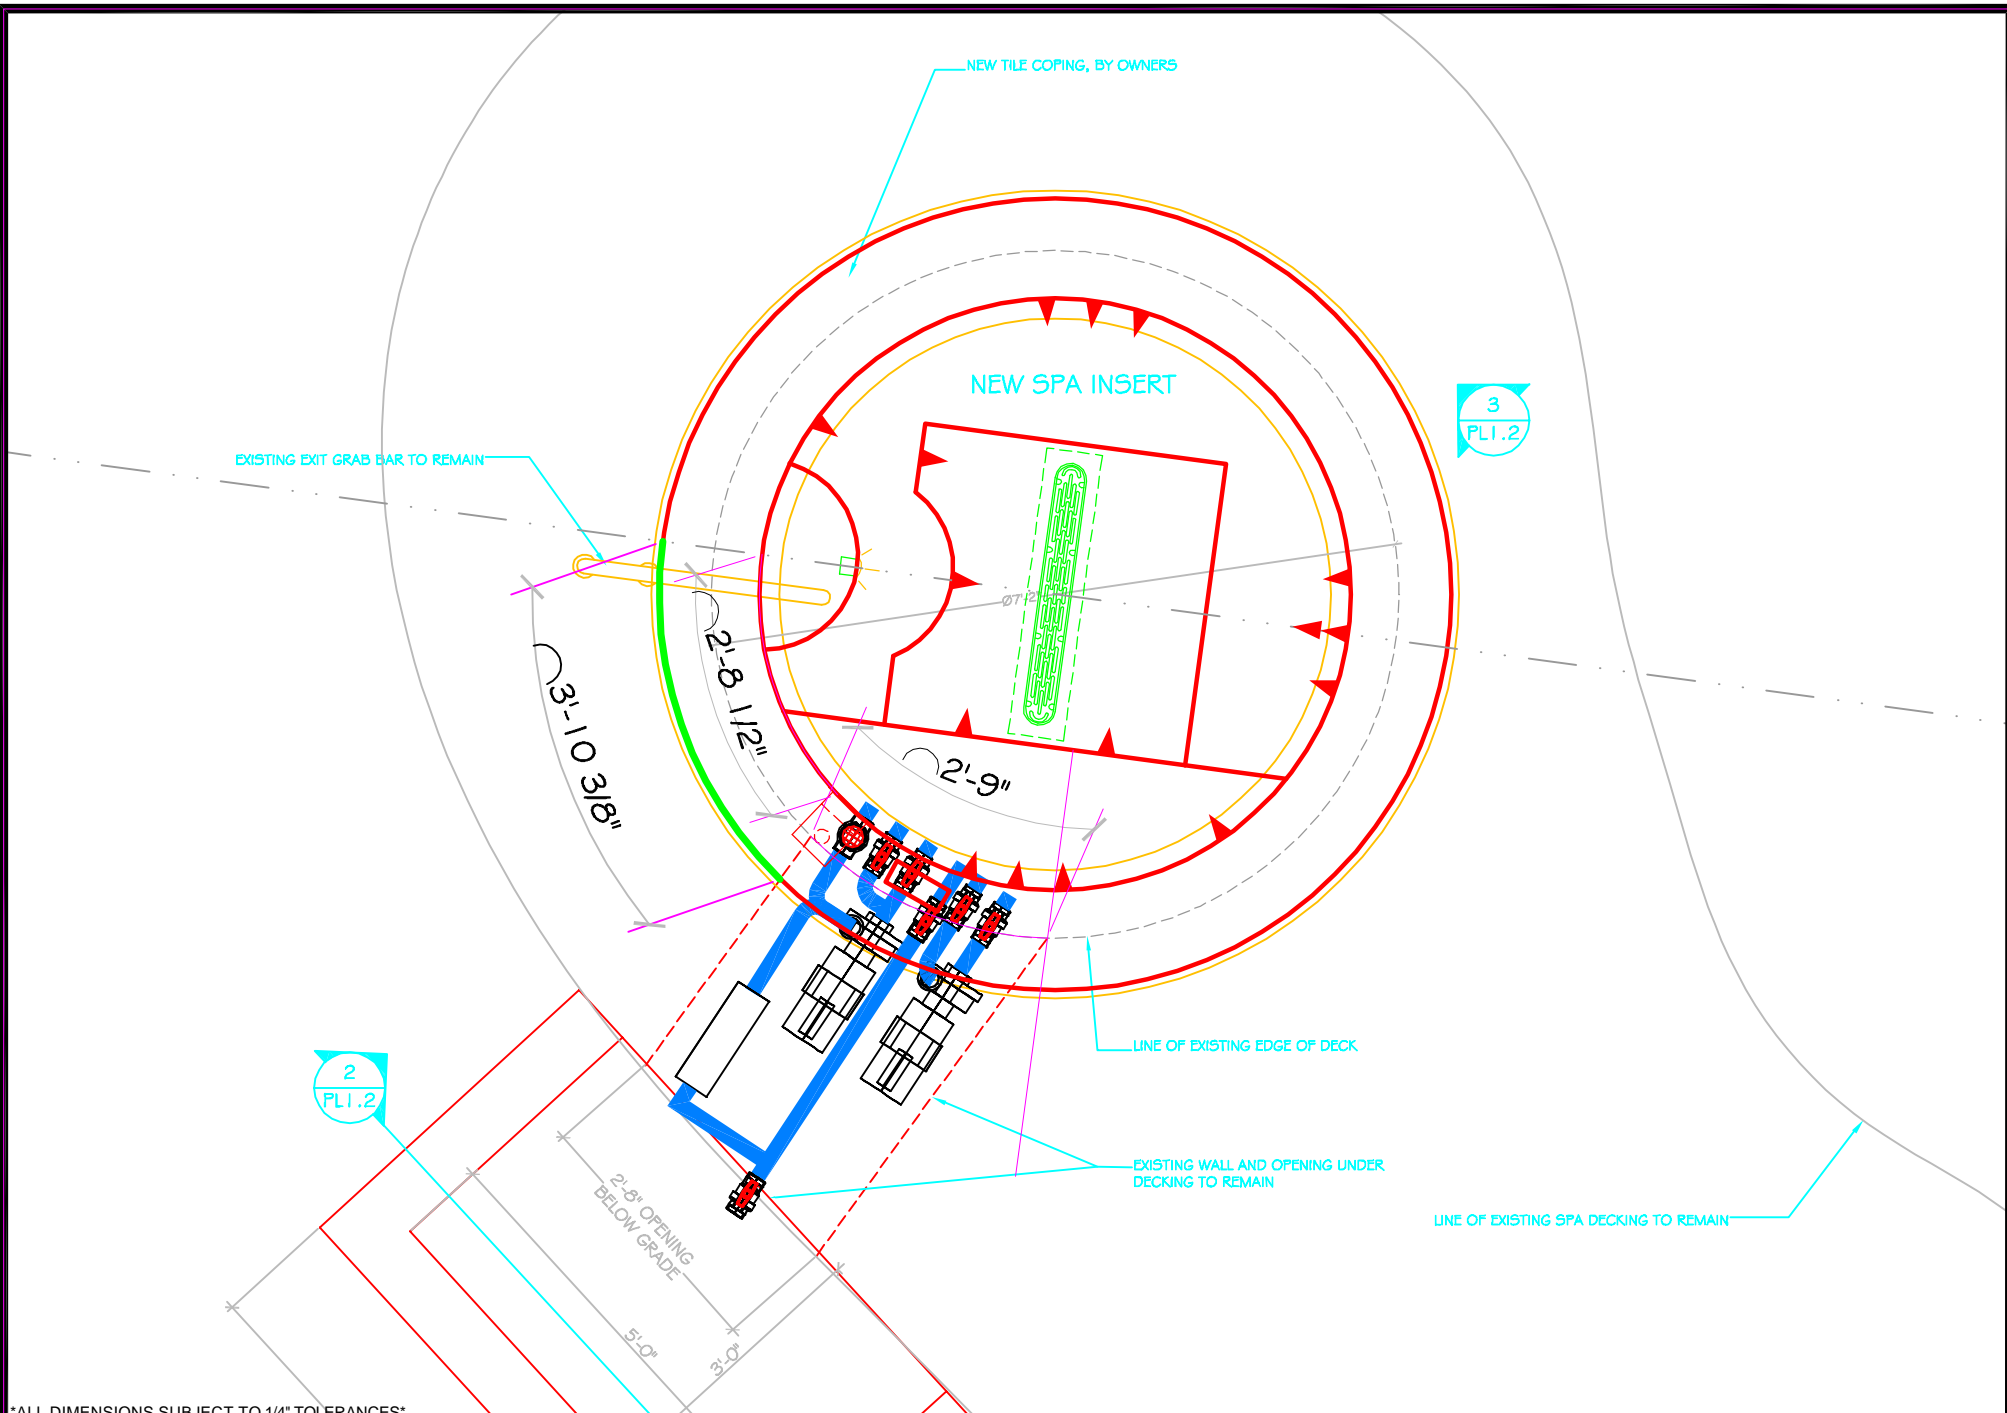 NEW TILE COPING, BY OWNERS
NEW SPA INSERT
3
PL1.2
EXISTING EXIT GRAB BAR TO REMAIN
Ø7'-2"
2'-8 1/2"
3'-10 3/8"
2'-9"
LINE OF EXISTING EDGE OF DECK
2
PL1.2
EXISTING WALL AND OPENING UNDER
DECKING TO REMAIN
2'-8" OPENING
BELOW GRADE
LINE OF EXISTING SPA DECKING TO REMAIN
5'-0"
3'-0"
*ALL DIMENSIONS SUBJECT TO 1/4" TOLERANCES*